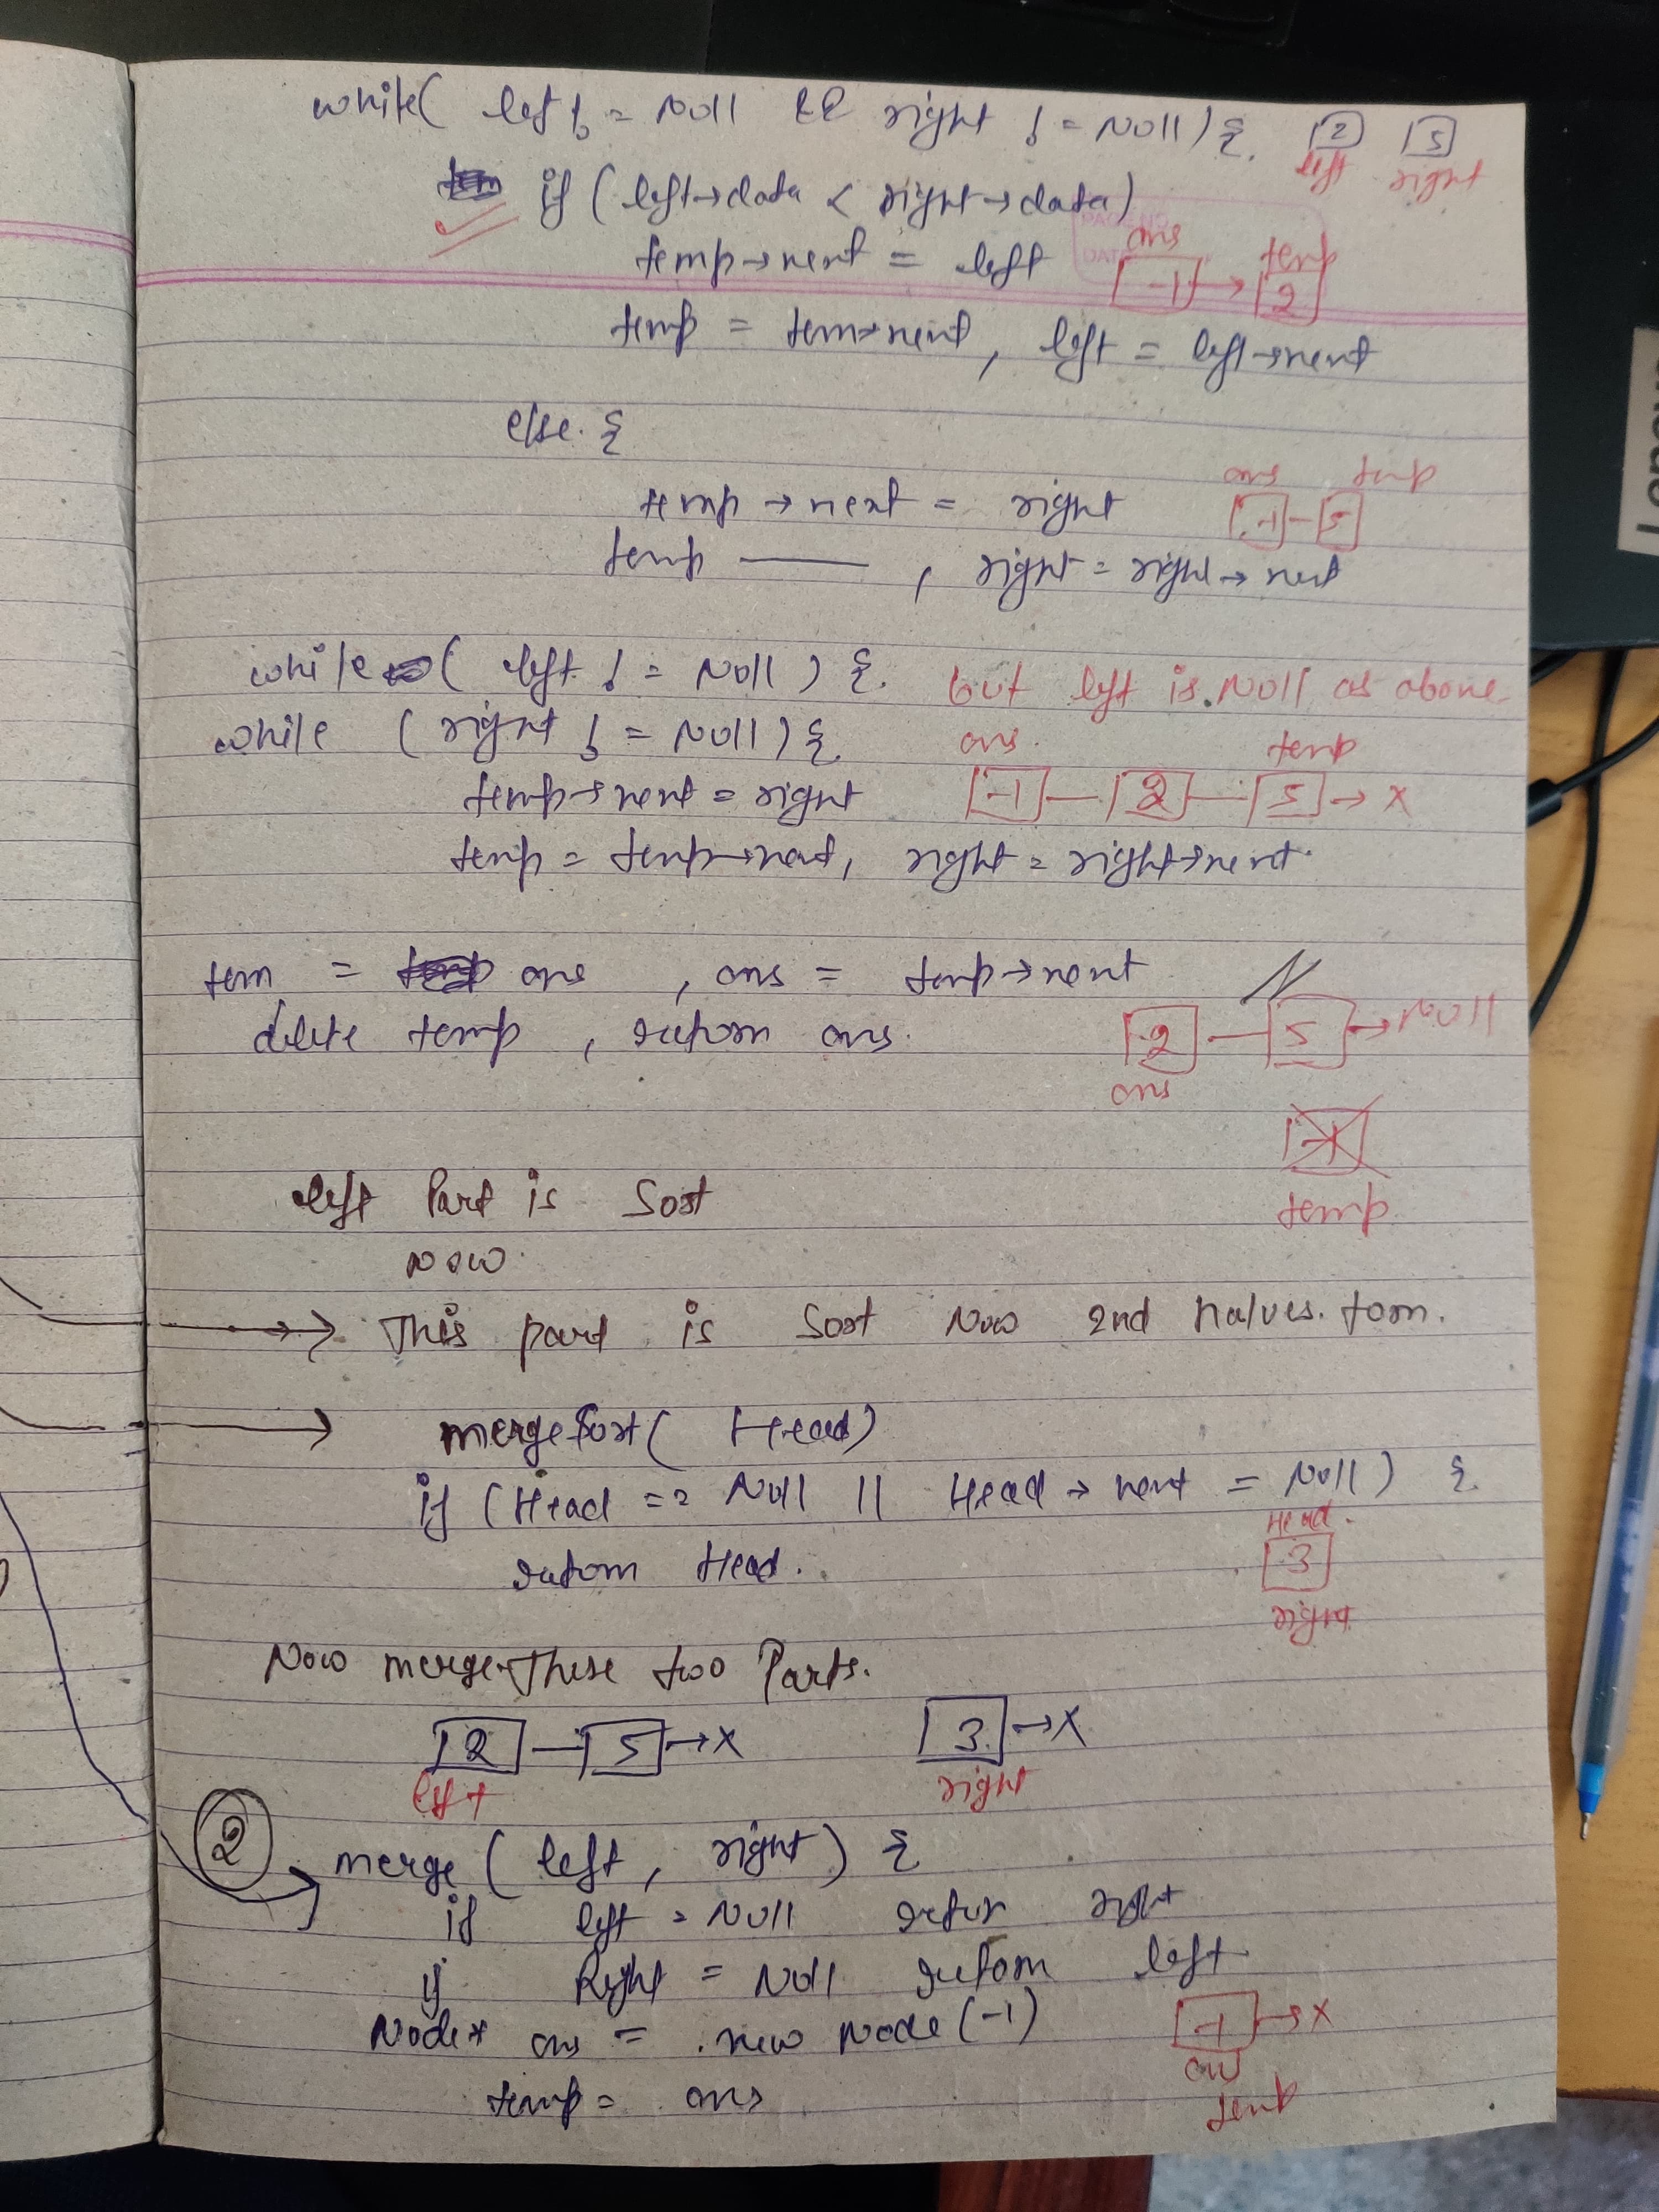 while( left != Null && right != Null) {   2   5
left   right
if ( left→data < right→data)
PAGE NO
DATE
temp→next = left   ans   temp
-1 → 2
temp = tem→next , left = left→next
else. {
temp → next = right   ans   temp
-1 - 5
temp —— , right = right → next
while ( left != Null ) {.   but left is Null as above
while ( right != Null) {.   ans.   temp
temp→next = right   -1 — 2 — 5 → x
temp = temp→next, right = right→next.
tem = ans , ans = temp→next
delete temp , return ans.   2 — 5 → Null
ans
-1
temp
left Part is Sort
Now.
→ This part is Sort Now 2nd halves. torn.
→ mergeSort( Head)
if (Head == Null || Head → next = Null) {.
Head.
return Head.   3
right
Now merge These two Parts.
2 — 5 → x   3 → x
left   right
2 → merge ( left , right) {
if left = Null retur right
if Right = Null return left
Node* ans = new Node (-1)   -1 → x
ans
temp = ans   temp